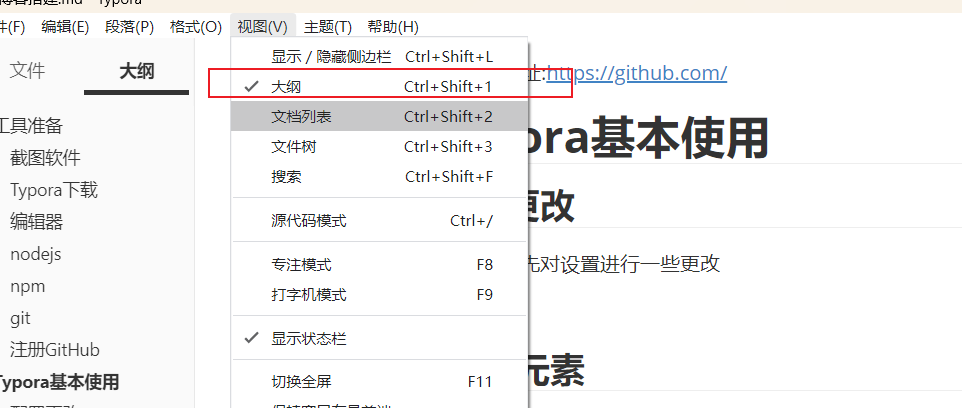 博客搭建.md - Typora
件(F) 编辑(E) 段落(P) 格式(O) 视图(V) 主题(T) 帮助(H)
文件 大纲
工具准备
截图软件
Typora下载
编辑器
nodejs
npm
git
注册GitHub
Typora基本使用
显示 / 隐藏侧边栏 Ctrl+Shift+L
大纲 Ctrl+Shift+1
文档列表 Ctrl+Shift+2
文件树 Ctrl+Shift+3
搜索 Ctrl+Shift+F
源代码模式 Ctrl+/
专注模式 F8
打字机模式 F9
显示状态栏
切换全屏 F11
址:https://github.com/
pora基本使用
更改
先对设置进行一些更改
元素